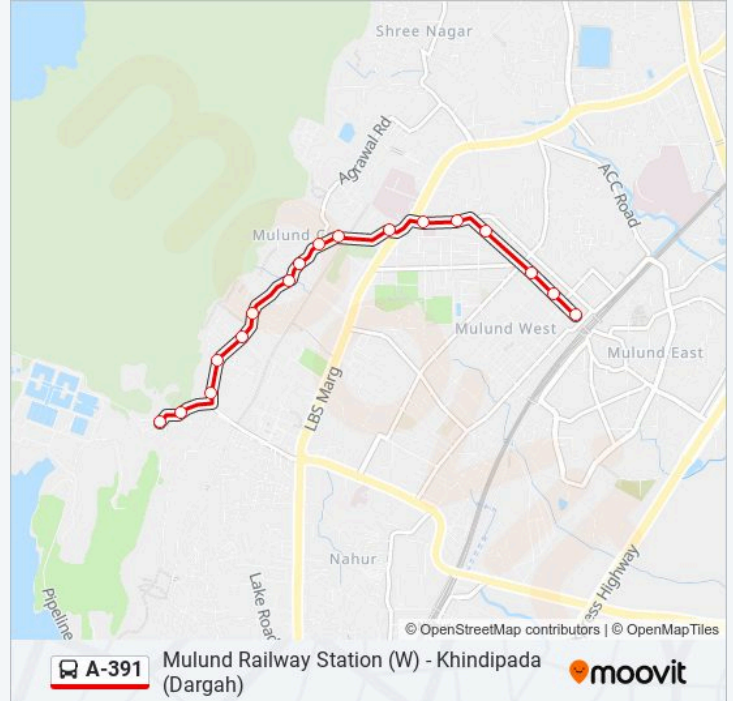 Shree Nagar
Agrawal Rd
ACC Road
Mulund C
Mulund West
Mulund East
LBS Marg
Nahur
Lake Road
Pipeline
ess Highway
© OpenStreetMap contributors | © OpenMapTiles
A-391
Mulund Railway Station (W) - Khindipada
(Dargah)
moovit